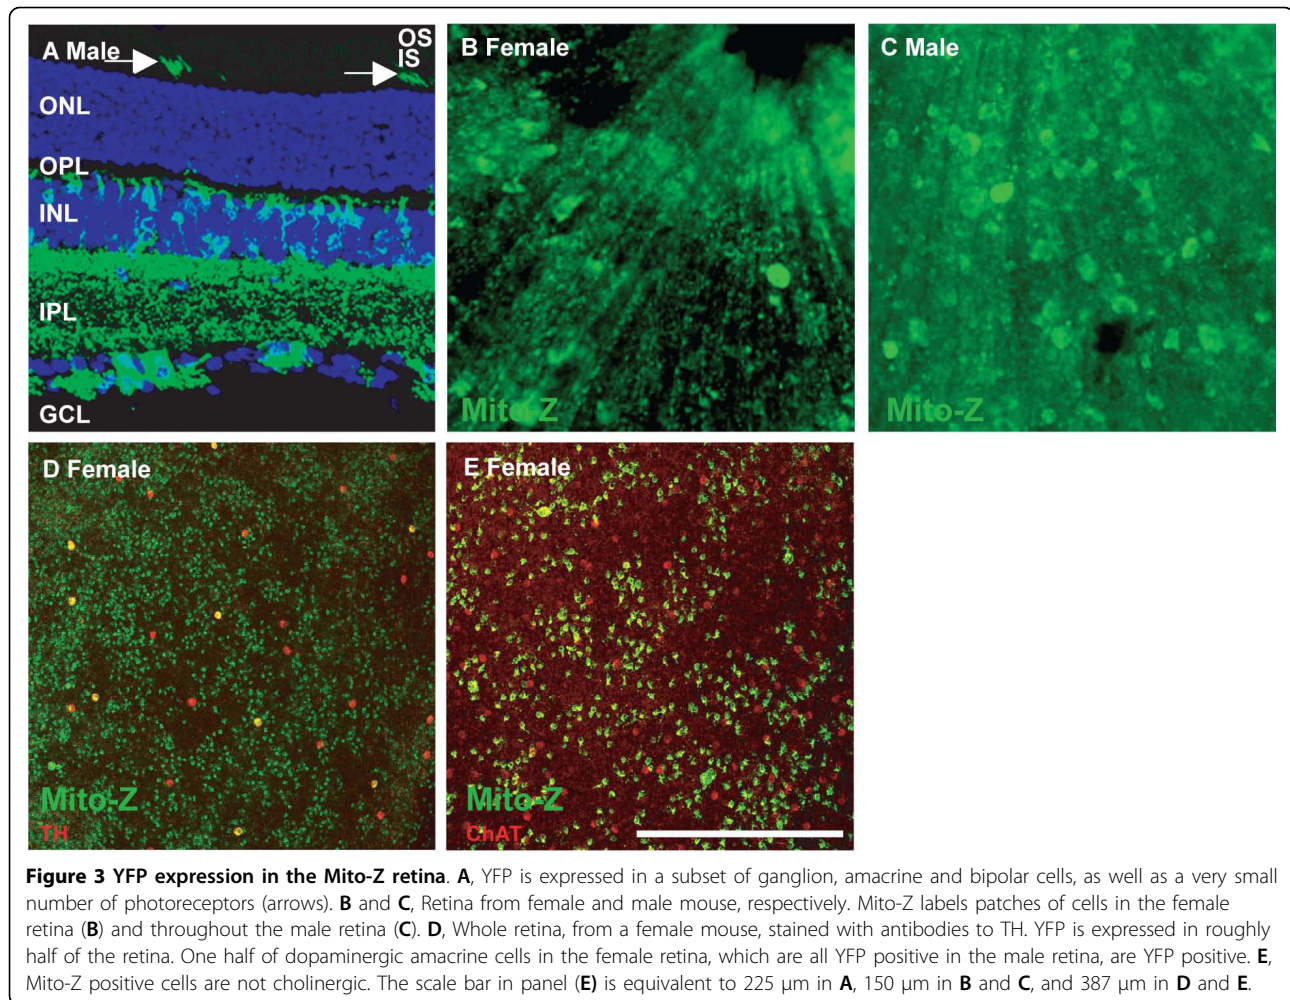 A Male
OS
IS
ONL
OPL
INL
IPL
GCL
B Female
Mito-Z
C Male
Mito-Z
D Female
Mito-Z
TH
E Female
Mito-Z
ChAT
Figure 3 YFP expression in the Mito-Z retina. A, YFP is expressed in a subset of ganglion, amacrine and bipolar cells, as well as a very small
number of photoreceptors (arrows). B and C, Retina from female and male mouse, respectively. Mito-Z labels patches of cells in the female
retina (B) and throughout the male retina (C). D, Whole retina, from a female mouse, stained with antibodies to TH. YFP is expressed in roughly
half of the retina. One half of dopaminergic amacrine cells in the female retina, which are all YFP positive in the male retina, are YFP positive. E,
Mito-Z positive cells are not cholinergic. The scale bar in panel (E) is equivalent to 225 μm in A, 150 μm in B and C, and 387 μm in D and E.